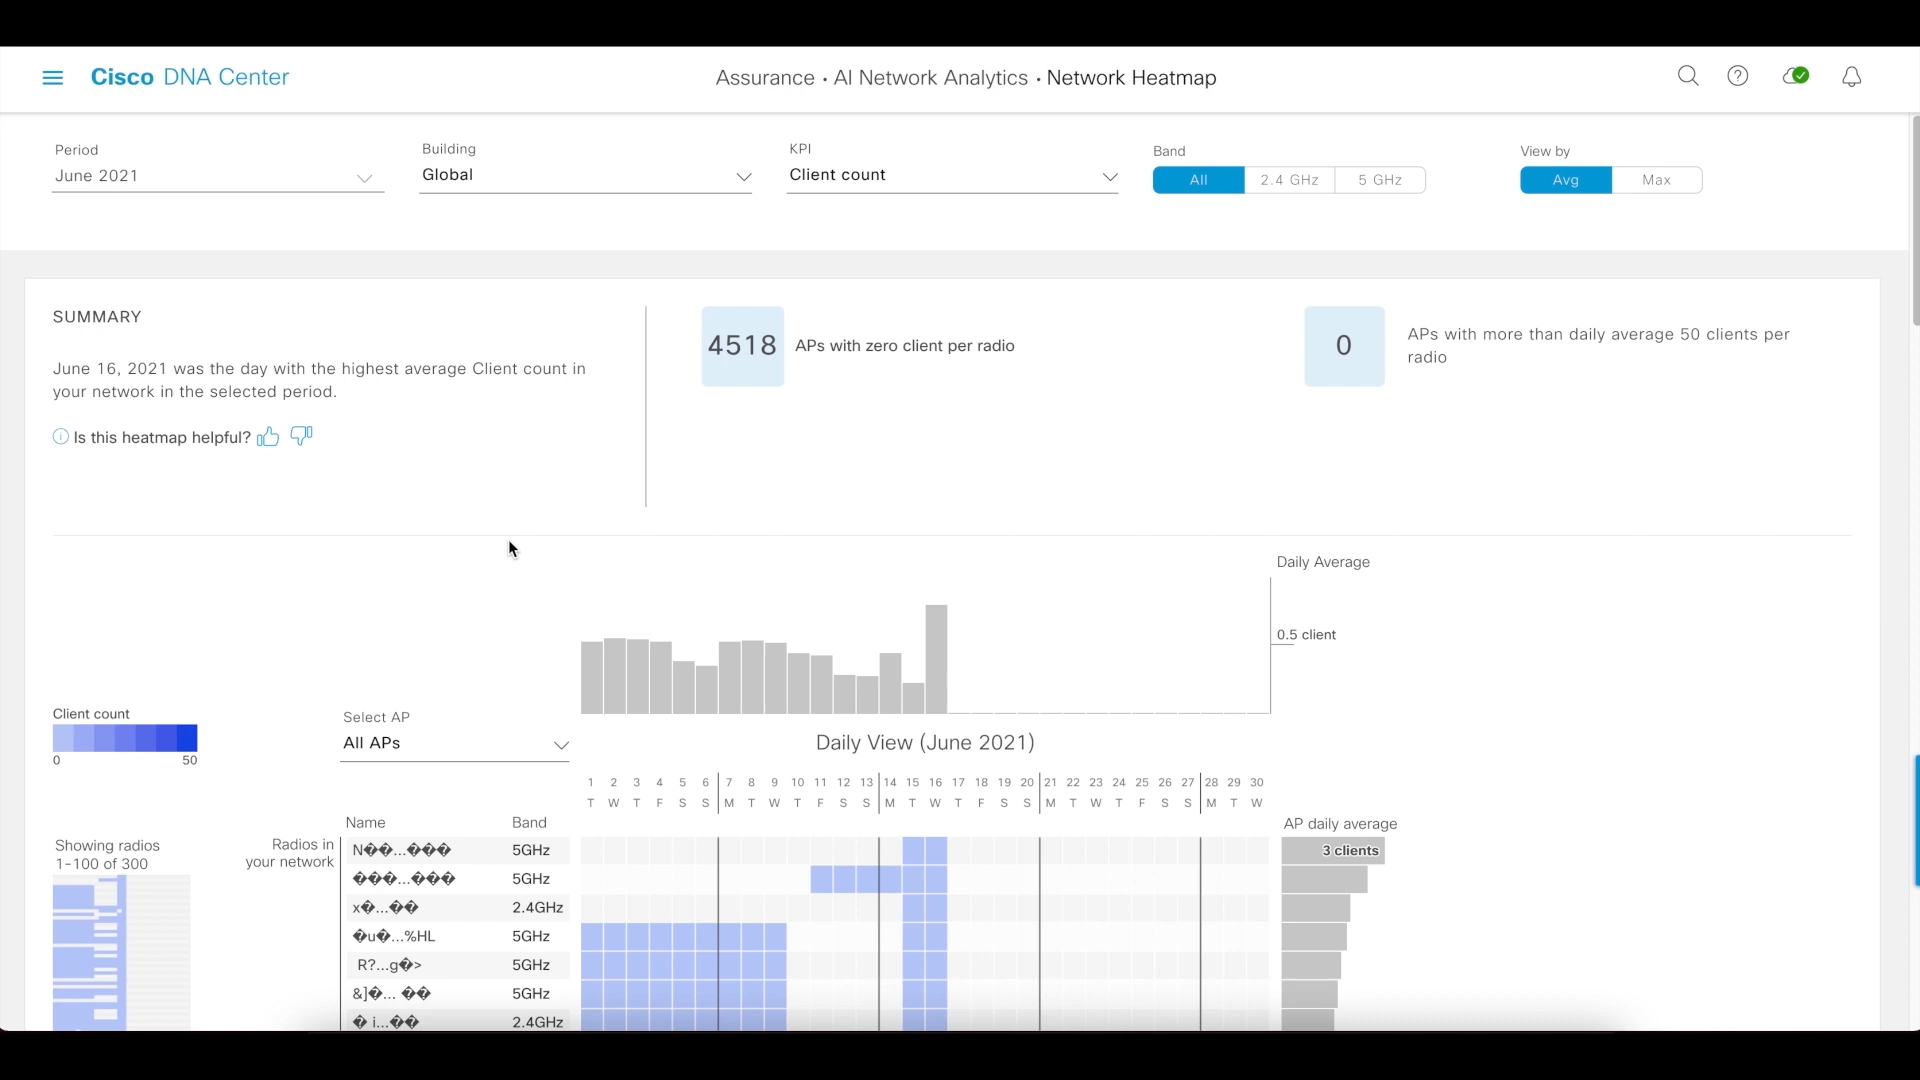 Cisco DNA Center
Assurance · AI Network Analytics · Network Heatmap
Period
June 2021
Building
Global
KPI
Client count
Band
All 2.4 GHz 5 GHz
View by
Avg Max
SUMMARY
June 16, 2021 was the day with the highest average Client count in
your network in the selected period.
Is this heatmap helpful?
4518
APs with zero client per radio
0
APs with more than daily average 50 clients per
radio
Daily Average
0.5 client
Client count
0 50
Select AP
All APs
Daily View (June 2021)
1 2 3 4 5 6 7 8 9 10 11 12 13 14 15 16 17 18 19 20 21 22 23 24 25 26 27 28 29 30
T W T F S S M T W T F S S M T W T F S S M T W T F S S M T W
Showing radios
1-100 of 300
Radios in
your network
Name Band
AP daily average
N��...��� 5GHz
3 clients
���...��� 5GHz
x�...�� 2.4GHz
�u�...%HL 5GHz
R?...g�> 5GHz
&]�... �� 5GHz
� i...�� 2.4GHz